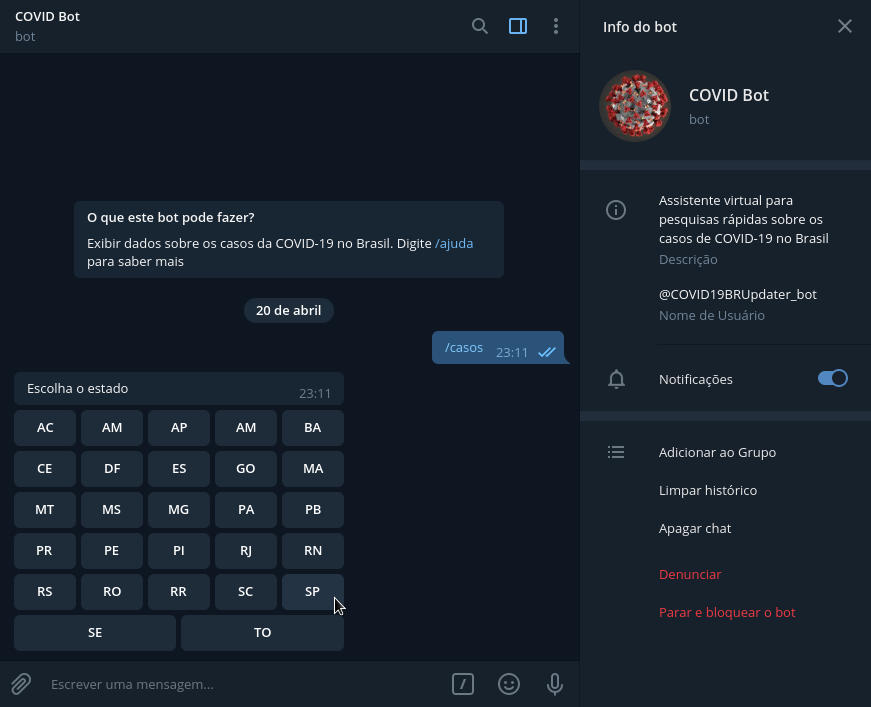 COVID Bot
bot
O que este bot pode fazer?
Exibir dados sobre os casos da COVID-19 no Brasil. Digite /ajuda
para saber mais
20 de abril
/casos 23:11
Escolha o estado 23:11
AC AM AP AM BA
CE DF ES GO MA
MT MS MG PA PB
PR PE PI RJ RN
RS RO RR SC SP
SE TO
Escrever uma mensagem...
Info do bot
COVID Bot
bot
Assistente virtual para
pesquisas rápidas sobre os
casos de COVID-19 no Brasil
Descrição
@COVID19BRUpdater_bot
Nome de Usuário
Notificações
Adicionar ao Grupo
Limpar histórico
Apagar chat
Denunciar
Parar e bloquear o bot